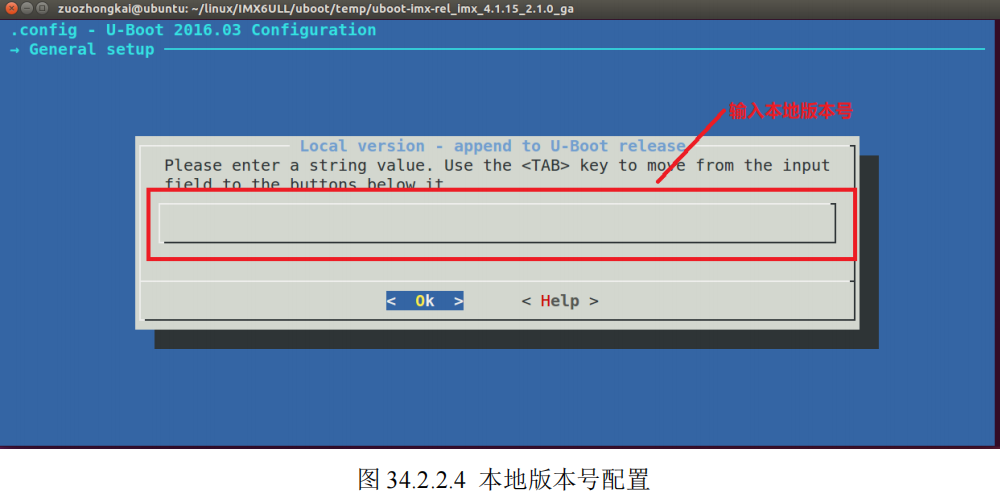 zuozhongkai@ubuntu: ~/linux/IMX6ULL/uboot/temp/uboot-imx-rel_imx_4.1.15_2.1.0_ga
.config - U-Boot 2016.03 Configuration
→ General setup
输入本地版本号
Local version - append to U-Boot release
Please enter a string value. Use the <TAB> key to move from the input
field to the buttons below it
< Ok > < Help >
图 34.2.2.4 本地版本号配置